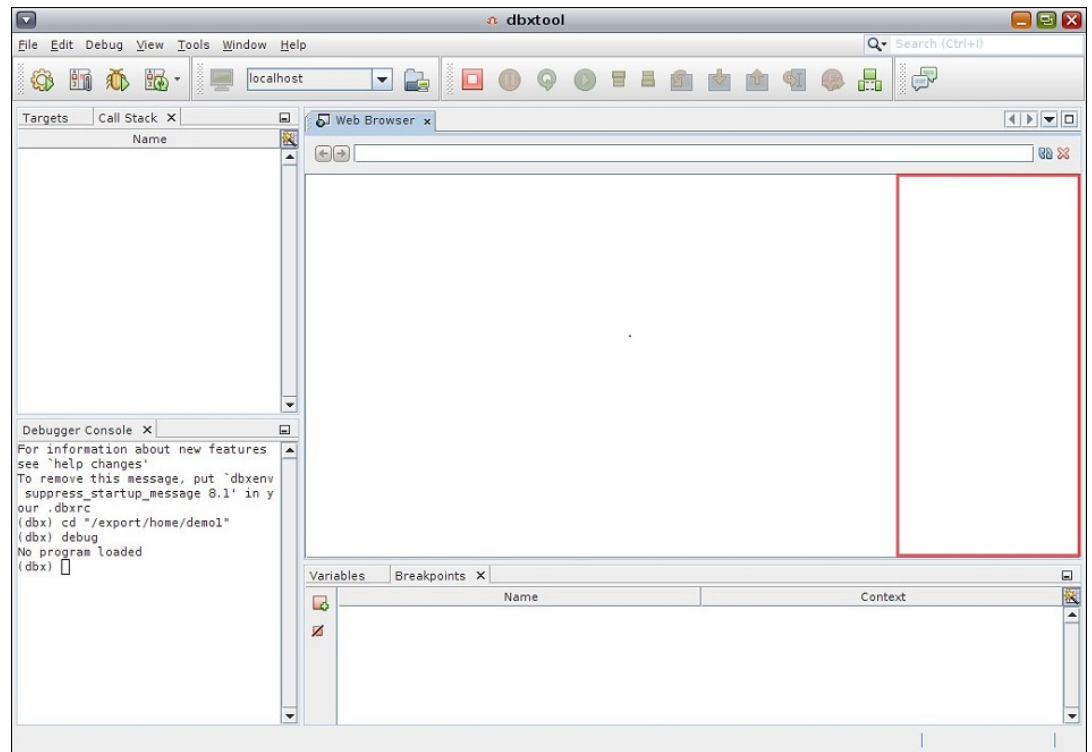 dbxtool
File Edit Debug View Tools Window Help
Search (Ctrl+I)
localhost
Targets Call Stack
Name
Web Browser
Debugger Console
For information about new features
see `help changes'
To remove this message, put `dbxenv
suppress_startup_message 8.1' in y
our .dbxrc
(dbx) cd "/export/home/demo1"
(dbx) debug
No program loaded
(dbx)
Variables Breakpoints
Name Context